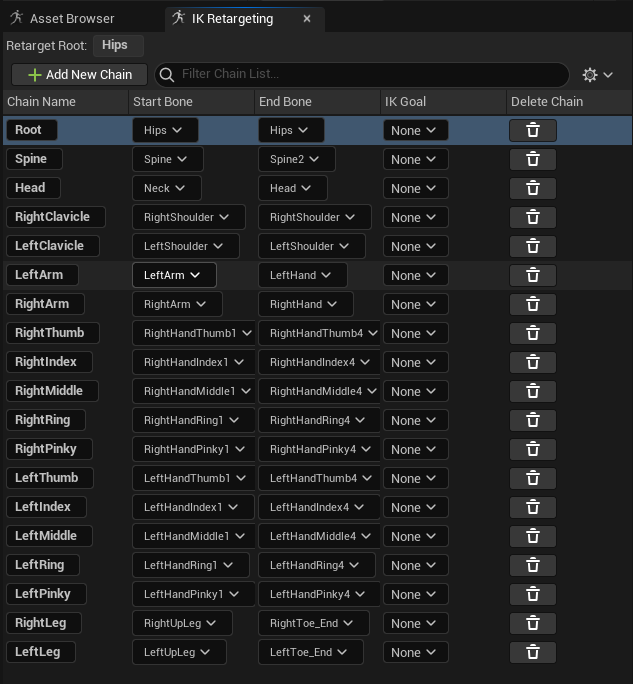 Asset Browser IK Retargeting ×
Retarget Root: Hips
+ Add New Chain Filter Chain List...
Chain Name Start Bone End Bone IK Goal Delete Chain
Root Hips Hips None
Spine Spine Spine2 None
Head Neck Head None
RightClavicle RightShoulder RightShoulder None
LeftClavicle LeftShoulder LeftShoulder None
LeftArm LeftArm LeftHand None
RightArm RightArm RightHand None
RightThumb RightHandThumb1 RightHandThumb4 None
RightIndex RightHandIndex1 RightHandIndex4 None
RightMiddle RightHandMiddle1 RightHandMiddle4 None
RightRing RightHandRing1 RightHandRing4 None
RightPinky RightHandPinky1 RightHandPinky4 None
LeftThumb LeftHandThumb1 LeftHandThumb4 None
LeftIndex LeftHandIndex1 LeftHandIndex4 None
LeftMiddle LeftHandMiddle1 LeftHandMiddle4 None
LeftRing LeftHandRing1 LeftHandRing4 None
LeftPinky LeftHandPinky1 LeftHandPinky4 None
RightLeg RightUpLeg RightToe_End None
LeftLeg LeftUpLeg LeftToe_End None